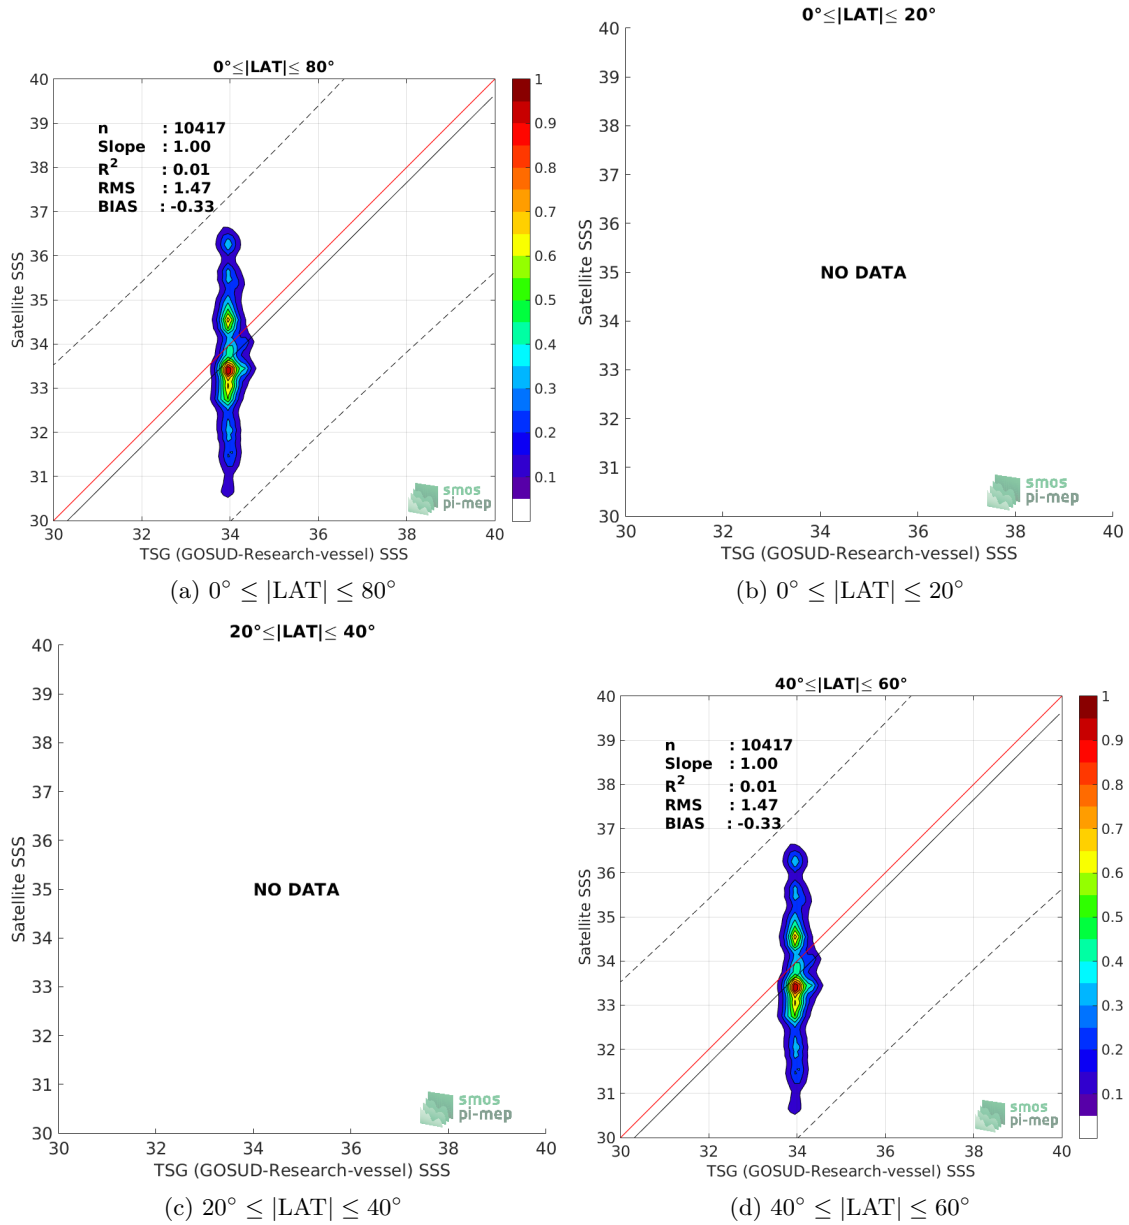 0°≤|LAT|≤ 80°
n : 10417
Slope : 1.00
R2 : 0.01
RMS : 1.47
BIAS : -0.33
40
39
38
37
36
35
34
33
32
31
30
Satellite SSS
30 32 34 36 38 40
TSG (GOSUD-Research-vessel) SSS
1
0.9
0.8
0.7
0.6
0.5
0.4
0.3
0.2
0.1
smos
pi-mep
(a) 0° ≤ |LAT| ≤ 80°
0°≤|LAT|≤ 20°
40
39
38
37
36
35
34
33
32
31
30
Satellite SSS
NO DATA
smos
pi-mep
30 32 34 36 38 40
TSG (GOSUD-Research-vessel) SSS
(b) 0° ≤ |LAT| ≤ 20°
20°≤|LAT|≤ 40°
40
39
38
37
36
35
34
33
32
31
30
Satellite SSS
NO DATA
smos
pi-mep
30 32 34 36 38 40
TSG (GOSUD-Research-vessel) SSS
(c) 20° ≤ |LAT| ≤ 40°
40°≤|LAT|≤ 60°
n : 10417
Slope : 1.00
R2 : 0.01
RMS : 1.47
BIAS : -0.33
40
39
38
37
36
35
34
33
32
31
30
Satellite SSS
30 32 34 36 38 40
TSG (GOSUD-Research-vessel) SSS
1
0.9
0.8
0.7
0.6
0.5
0.4
0.3
0.2
0.1
smos
pi-mep
(d) 40° ≤ |LAT| ≤ 60°